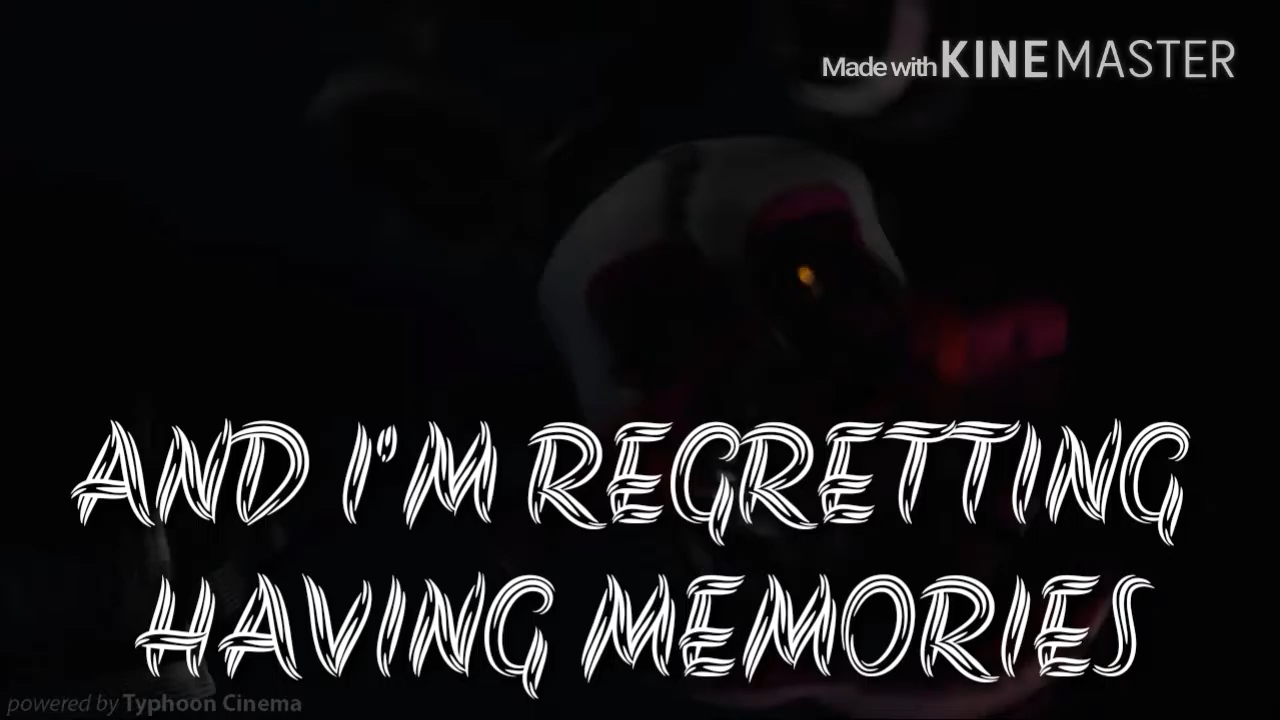 Made with KINEMASTER
AND I'M REGRETTING
HAVING MEMORIES
powered by Typhoon Cinema